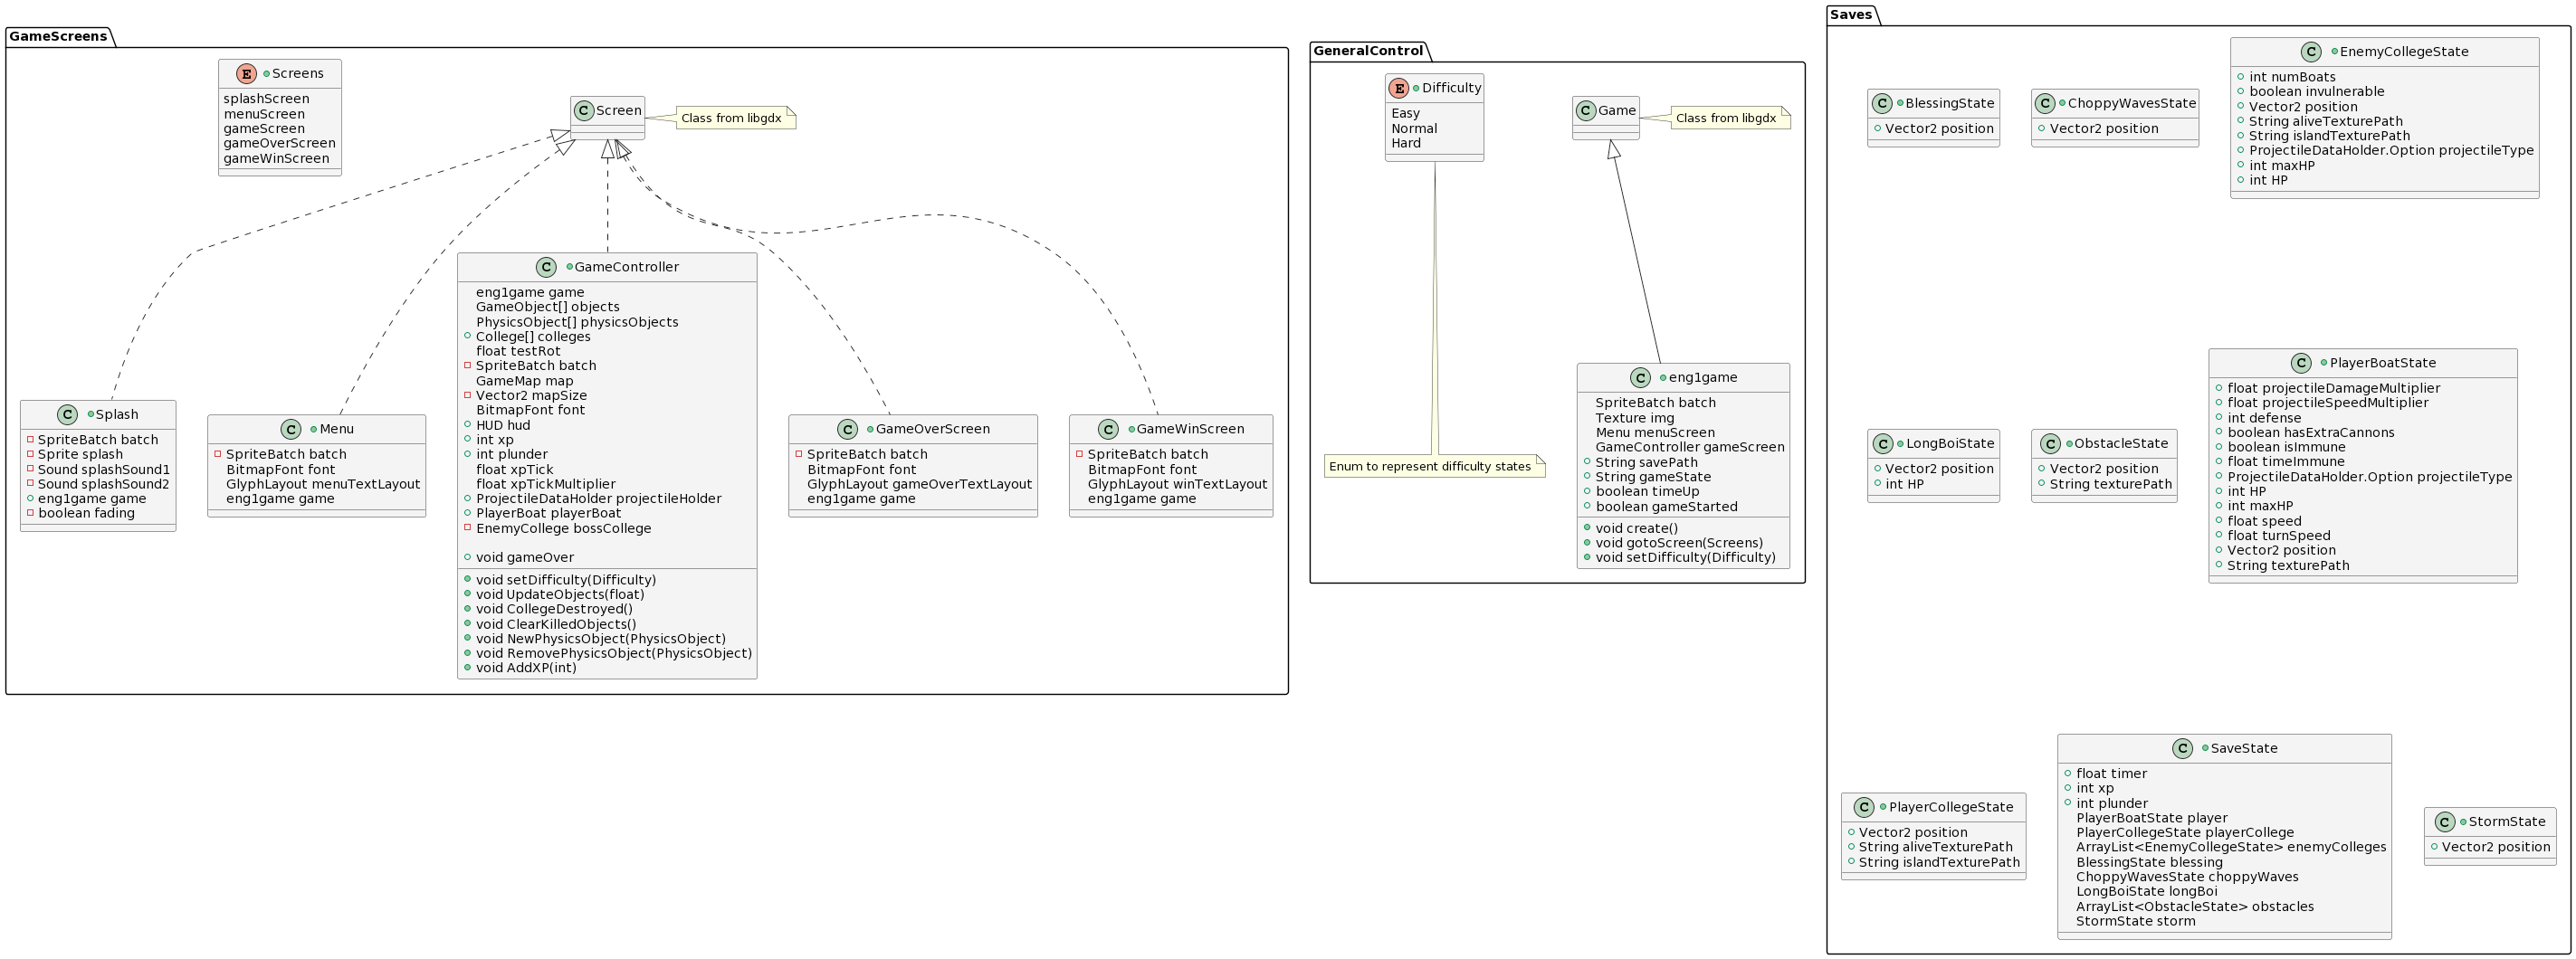 GameScreens
E Screens
splashScreen
menuScreen
gameScreen
gameOverScreen
gameWinScreen
C Screen
Class from libgdx
C GameController
eng1game game
GameObject[] objects
PhysicsObject[] physicsObjects
College[] colleges
float testRot
SpriteBatch batch
GameMap map
Vector2 mapSize
BitmapFont font
HUD hud
int xp
int plunder
float xpTick
float xpTickMultiplier
ProjectileDataHolder projectileHolder
PlayerBoat playerBoat
EnemyCollege bossCollege
void gameOver
void setDifficulty(Difficulty)
void UpdateObjects(float)
void CollegeDestroyed()
void ClearKilledObjects()
void NewPhysicsObject(PhysicsObject)
void RemovePhysicsObject(PhysicsObject)
void AddXP(int)
C Splash
SpriteBatch batch
Sprite splash
Sound splashSound1
Sound splashSound2
eng1game game
boolean fading
C Menu
SpriteBatch batch
BitmapFont font
GlyphLayout menuTextLayout
eng1game game
C GameOverScreen
SpriteBatch batch
BitmapFont font
GlyphLayout gameOverTextLayout
eng1game game
C GameWinScreen
SpriteBatch batch
BitmapFont font
GlyphLayout winTextLayout
eng1game game
GeneralControl
E Difficulty
Easy
Normal
Hard
C Game
Class from libgdx
Enum to represent difficulty states
C eng1game
SpriteBatch batch
Texture img
Menu menuScreen
GameController gameScreen
String savePath
String gameState
boolean timeUp
boolean gameStarted
void create()
void gotoScreen(Screens)
void setDifficulty(Difficulty)
Saves
C BlessingState
Vector2 position
C ChoppyWavesState
Vector2 position
C EnemyCollegeState
int numBoats
boolean invulnerable
Vector2 position
String aliveTexturePath
String islandTexturePath
ProjectileDataHolder.Option projectileType
int maxHP
int HP
C LongBoiState
Vector2 position
int HP
C ObstacleState
Vector2 position
String texturePath
C PlayerBoatState
float projectileDamageMultiplier
float projectileSpeedMultiplier
int defense
boolean hasExtraCannons
boolean isImmune
float timeImmune
ProjectileDataHolder.Option projectileType
int HP
int maxHP
float speed
float turnSpeed
Vector2 position
String texturePath
C PlayerCollegeState
Vector2 position
String aliveTexturePath
String islandTexturePath
C SaveState
float timer
int xp
int plunder
PlayerBoatState player
PlayerCollegeState playerCollege
ArrayList<EnemyCollegeState> enemyColleges
BlessingState blessing
ChoppyWavesState choppyWaves
LongBoiState longBoi
ArrayList<ObstacleState> obstacles
StormState storm
C StormState
Vector2 position